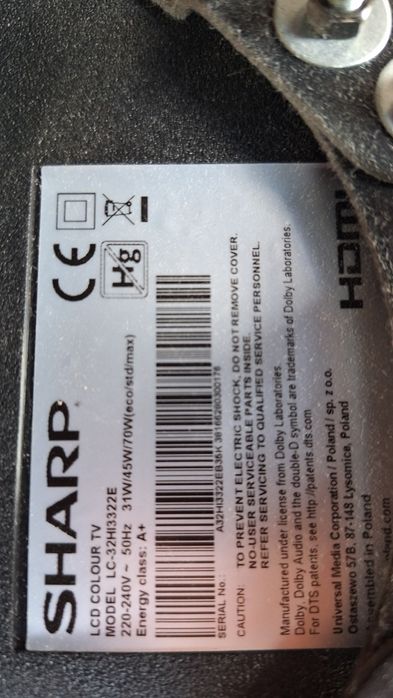 SHARP
LCD COLOUR TV
MODEL LC-32HI3322E
220-240V ~ 50Hz 31W/45W/70W(eco/std/max)
Energy class: A+
CE
Hg
SERIAL No.:
CAUTION: TO PREVENT ELECTRIC SHOCK, DO NOT REMOVE COVER.
NO-USER SERVICEABLE PARTS INSIDE.
REFER SERVICING TO QUALIFIED SERVICE PERSONNEL.
Manufactured under license from Dolby Laboratories.
Dolby, Dolby Audio and the double-D symbol are trademarks of Dolby Laboratories.
For DTS patents, see http://patents.dts.com
Universal Media Corporation / Poland / sp. z o.o.
Ostaszewo 57B, 87-148 Lysomice, Poland
Assembled in Poland
HDMI